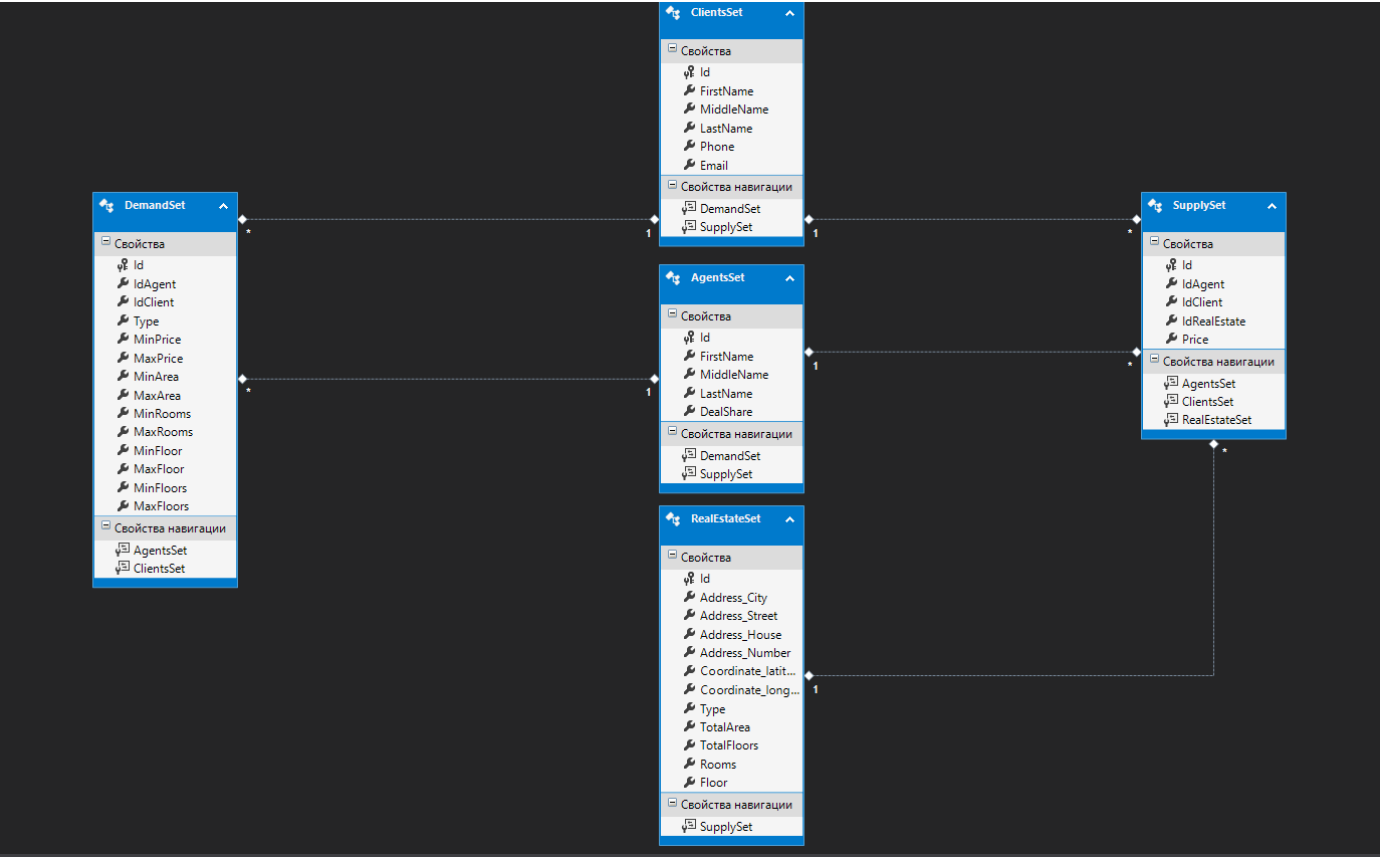 ClientsSet
Свойства
Id
FirstName
MiddleName
LastName
Phone
Email
Свойства навигации
DemandSet
SupplySet
DemandSet
Свойства
Id
IdAgent
IdClient
Type
MinPrice
MaxPrice
MinArea
MaxArea
MinRooms
MaxRooms
MinFloor
MaxFloor
MinFloors
MaxFloors
Свойства навигации
AgentsSet
ClientsSet
*
1
1
*
*
1
1
*
AgentsSet
Свойства
Id
FirstName
MiddleName
LastName
DealShare
Свойства навигации
DemandSet
SupplySet
SupplySet
Свойства
Id
IdAgent
IdClient
IdRealEstate
Price
Свойства навигации
AgentsSet
ClientsSet
RealEstateSet
*
1
RealEstateSet
Свойства
Id
Address_City
Address_Street
Address_House
Address_Number
Coordinate_latit...
Coordinate_long...
Type
TotalArea
TotalFloors
Rooms
Floor
Свойства навигации
SupplySet